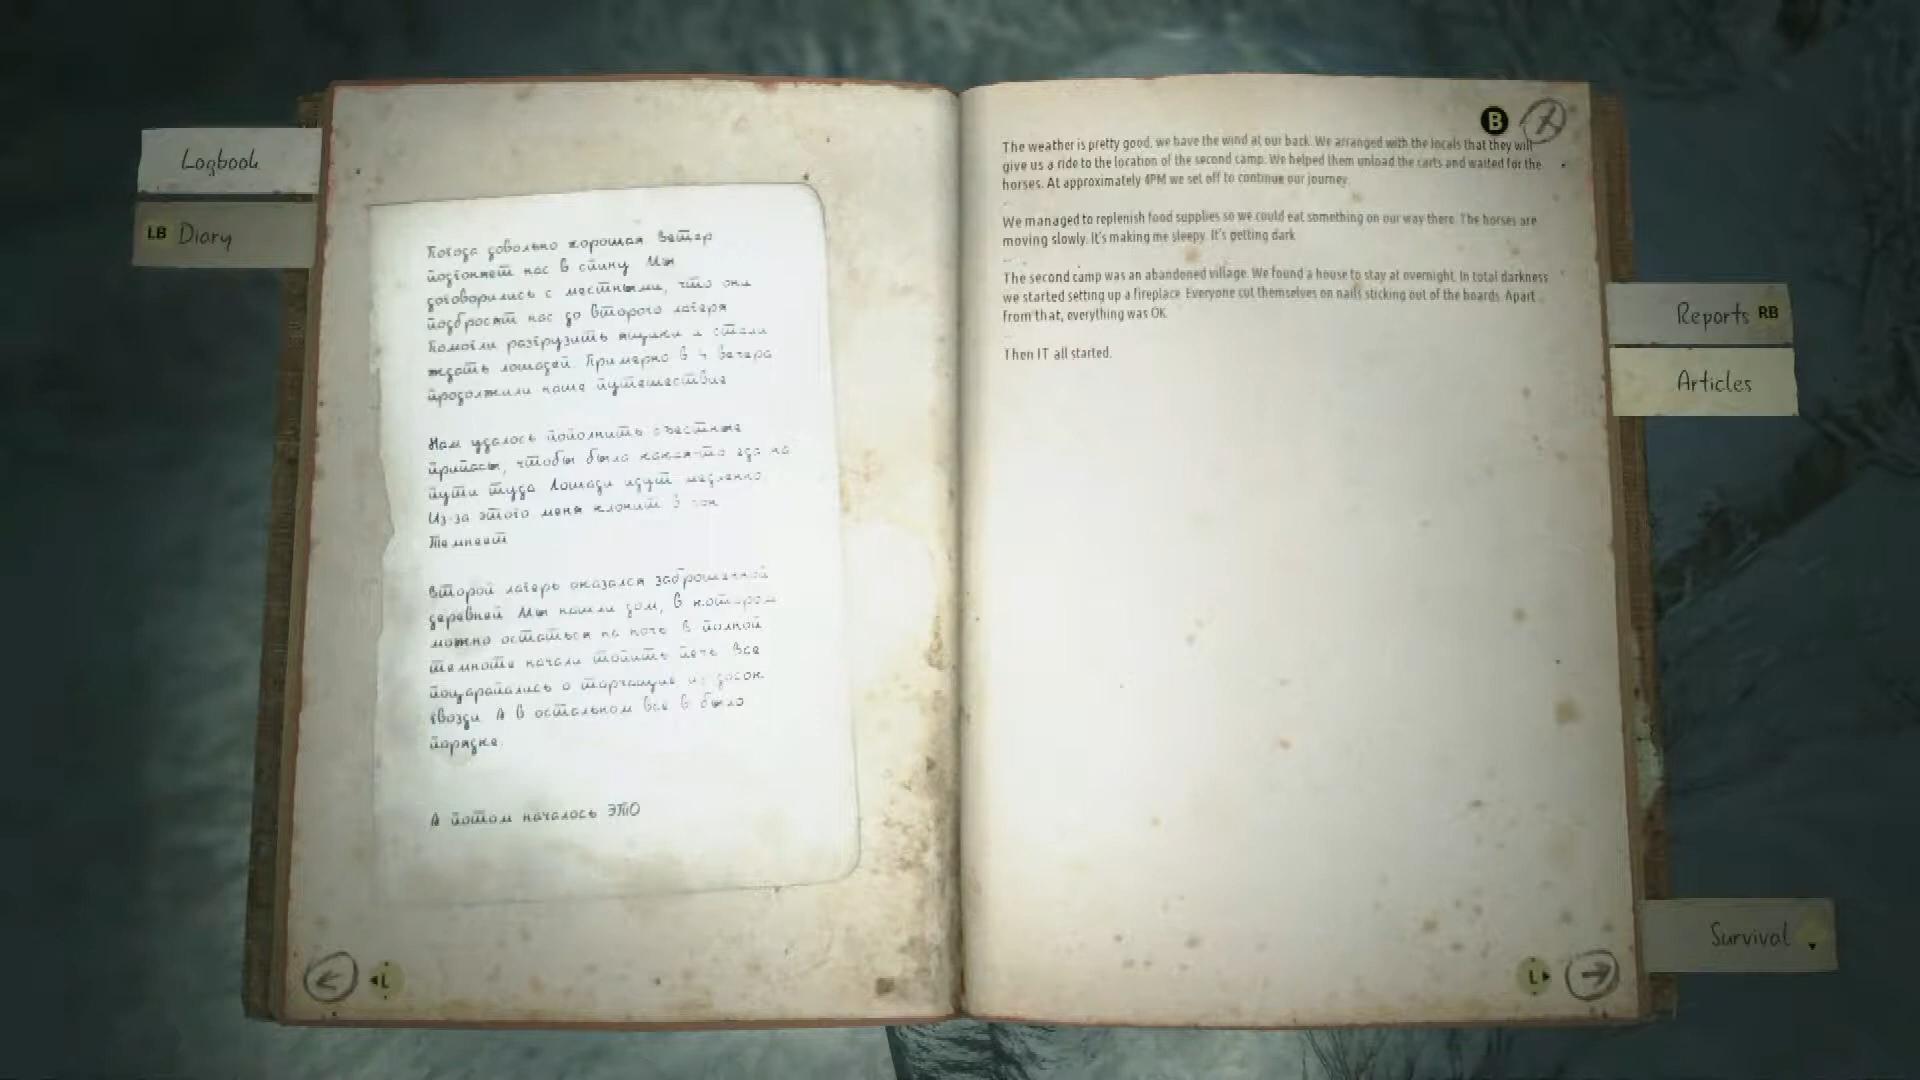 Logbook
LB Diary
Погода довольно хорошая Ветер
подгоняет нас в спину Мы
договорились с местными, что они
подбросят нас до второго лагеря
Помогли разгрузить ящики и стали
ждать лошадей. Примерно в 4 вечера
продолжили наше путешествие
Нам удалось пополнить съестные
припасы, чтобы была какая-то еда на
пути туда Лошади идут медленно
Из-за этого меня клонит в сон
Темнеет
Второй лагерь оказался заброшенной
деревней Мы нашли дом, в котором
можно остаться на ночь В полной
темноте начали топить печь Все
поцарапались о торчащие из досок
гвозди А в остальном все в было
порядке.
А потом началось ЭТО
L
B
The weather is pretty good, we have the wind at our back. We arranged with the locals that they will
give us a ride to the location of the second camp. We helped them unload the carts and waited for the
horses. At approximately 4PM we set off to continue our journey.
We managed to replenish food supplies so we could eat something on our way there. The horses are
moving slowly. It's making me sleepy. It's getting dark.
The second camp was an abandoned village. We found a house to stay at overnight. In total darkness
we started setting up a fireplace. Everyone cut themselves on nails sticking out of the boards. Apart
from that, everything was OK.
Then IT all started.
L
Reports RB
Articles
Survival